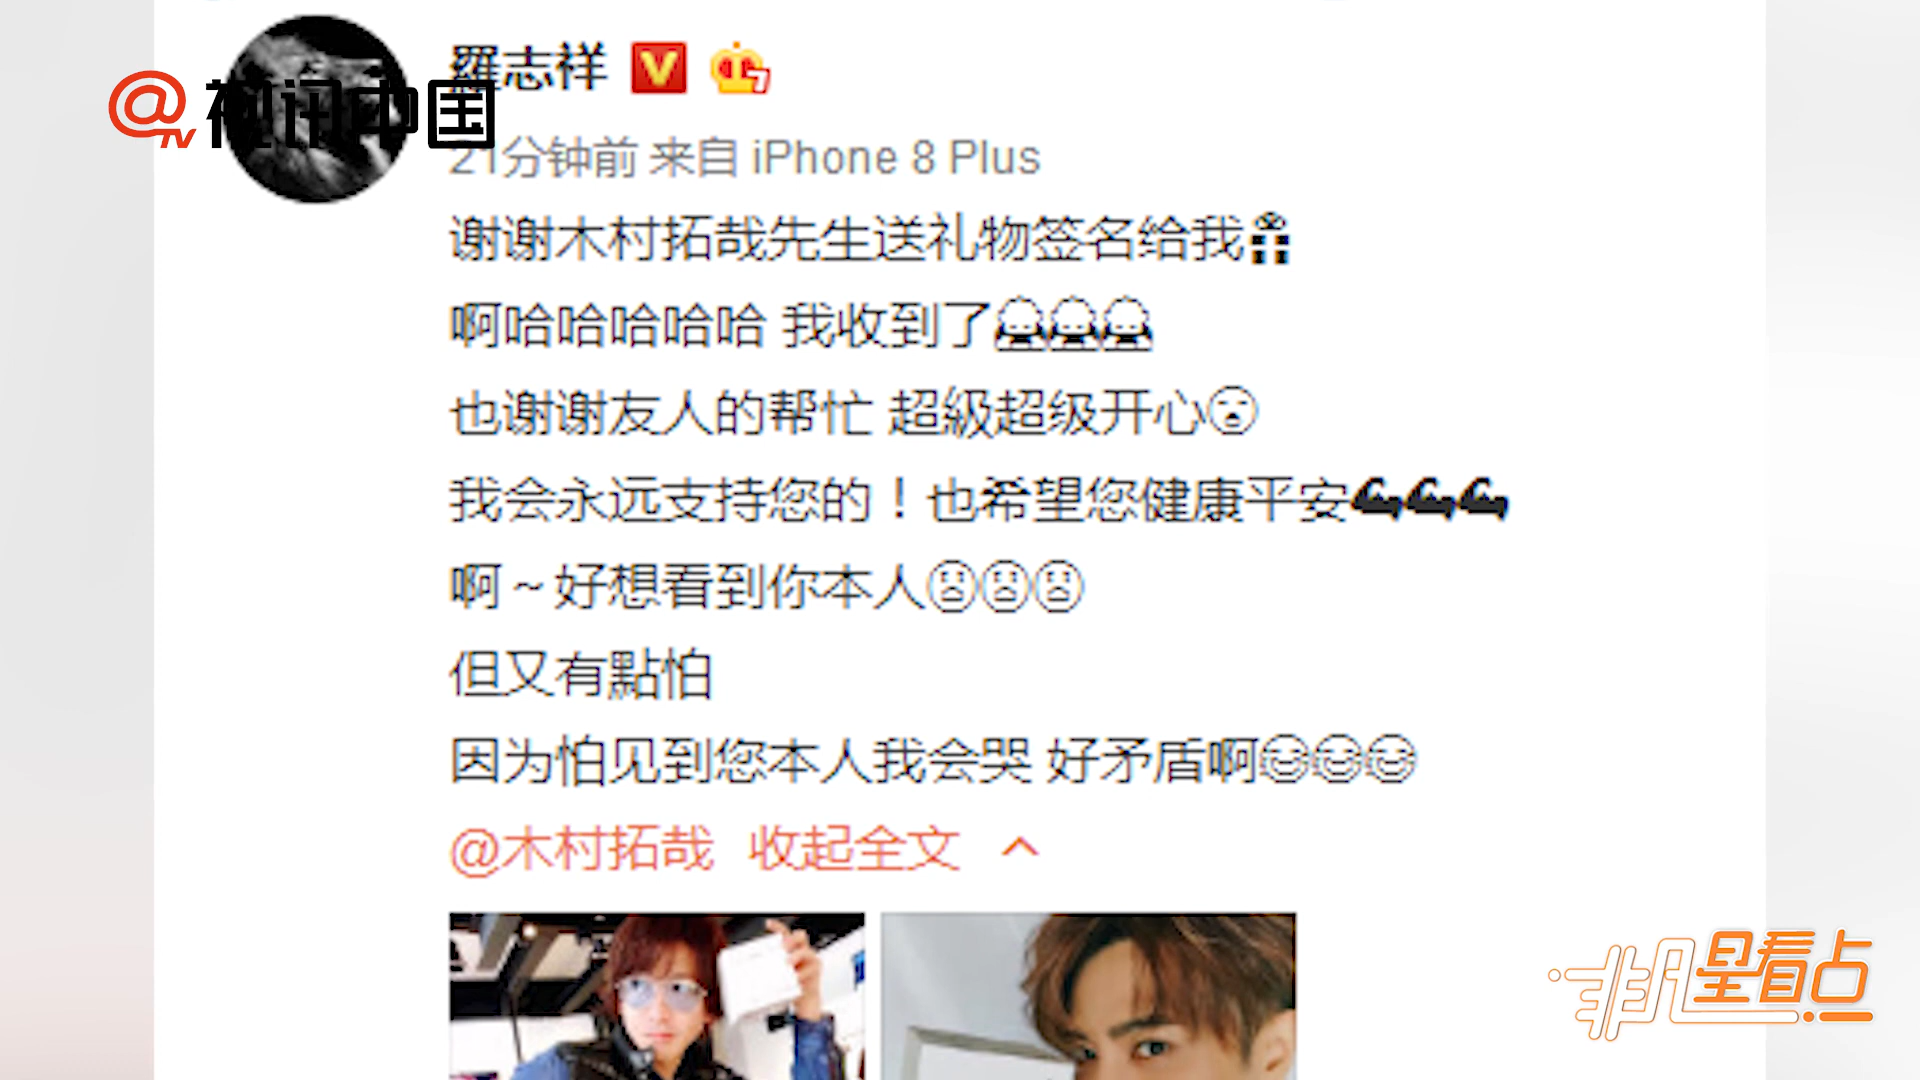 羅志祥
@TV 视讯中国
21分钟前 来自 iPhone 8 Plus
谢谢木村拓哉先生送礼物签名给我
啊哈哈哈哈哈 我收到了
也谢谢友人的帮忙 超級超级开心
我会永远支持您的！也希望您健康平安
啊～好想看到你本人
但又有點怕
因为怕见到您本人我会哭 好矛盾啊
@木村拓哉 收起全文
非凡星看点